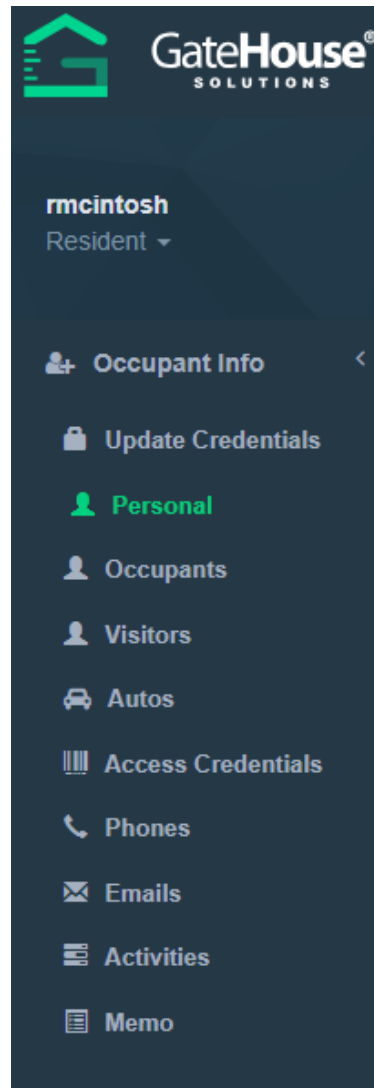 GateHouse®
SOLUTIONS
rmcintosh
Resident
Occupant Info
Update Credentials
Personal
Occupants
Visitors
Autos
Access Credentials
Phones
Emails
Activities
Memo